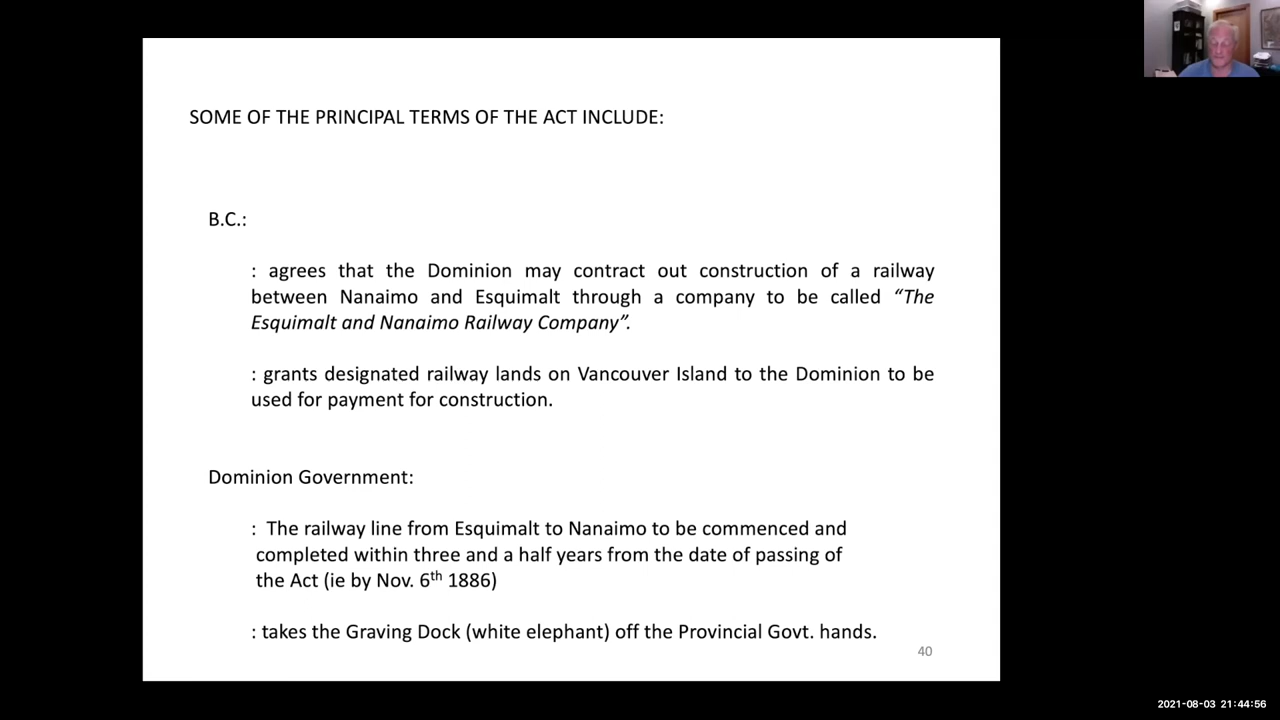 SOME OF THE PRINCIPAL TERMS OF THE ACT INCLUDE:
B.C.:
: agrees that the Dominion may contract out construction of a railway
between Nanaimo and Esquimalt through a company to be called “The
Esquimalt and Nanaimo Railway Company”.
: grants designated railway lands on Vancouver Island to the Dominion to be
used for payment for construction.
Dominion Government:
: The railway line from Esquimalt to Nanaimo to be commenced and
completed within three and a half years from the date of passing of
the Act (ie by Nov. 6th 1886)
: takes the Graving Dock (white elephant) off the Provincial Govt. hands.
40
2021-08-03 21:44:56